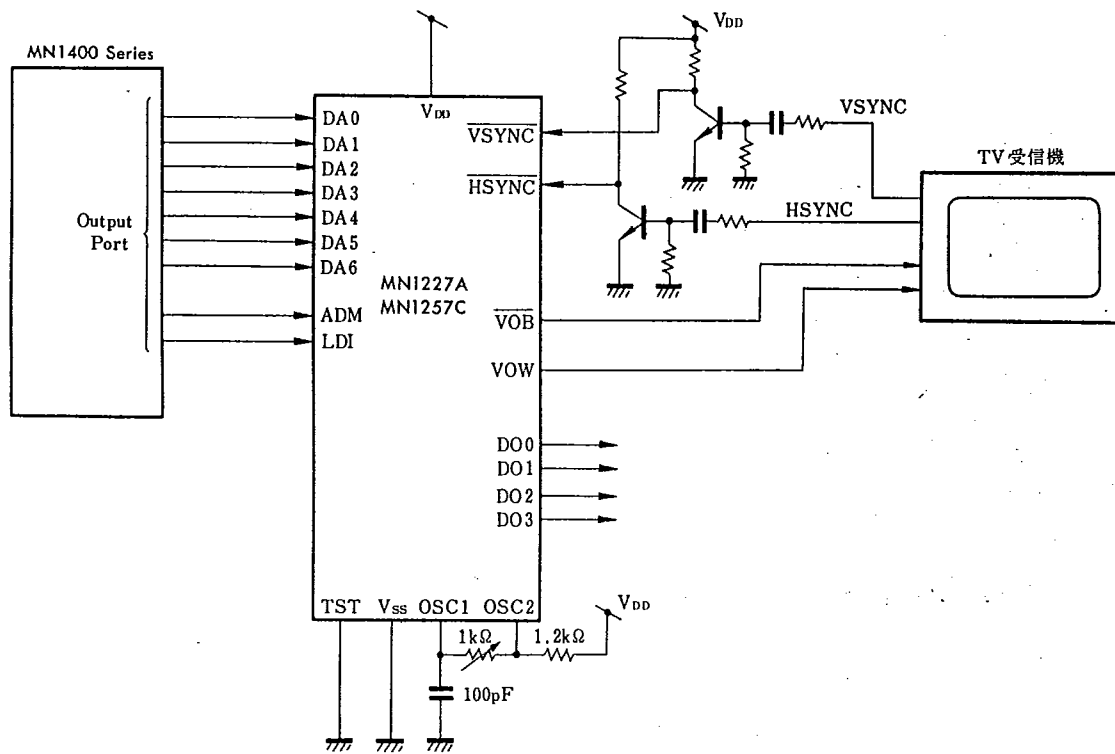 MN1400 Series
Output
Port
DA0
DA1
DA2
DA3
DA4
DA5
DA6
ADM
LDI
VDD
MN1227A
MN1257C
VSYNC
HSYNC
VOB
VOW
DO0
DO1
DO2
DO3
TST
VSS
OSC1
OSC2
1kΩ
1.2kΩ
VDD
100pF
VDD
VSYNC
HSYNC
TV受信機